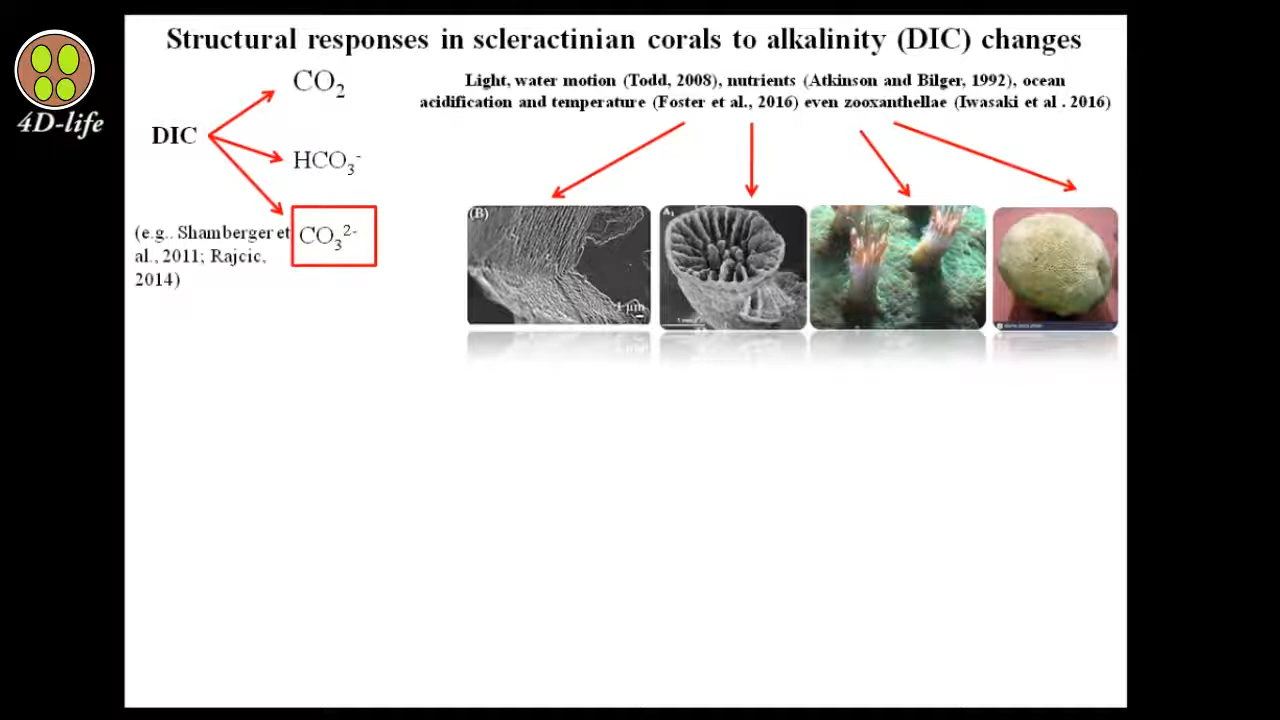 Structural responses in scleractinian corals to alkalinity (DIC) changes
4D-life
DIC
CO2
HCO3-
CO32-
(e.g.. Shamberger et
al., 2011; Rajcic,
2014)
Light, water motion (Todd, 2008), nutrients (Atkinson and Bilger, 1992), ocean
acidification and temperature (Foster et al., 2016) even zooxanthellae (Iwasaki et al . 2016)
(B)
1 µm
A1